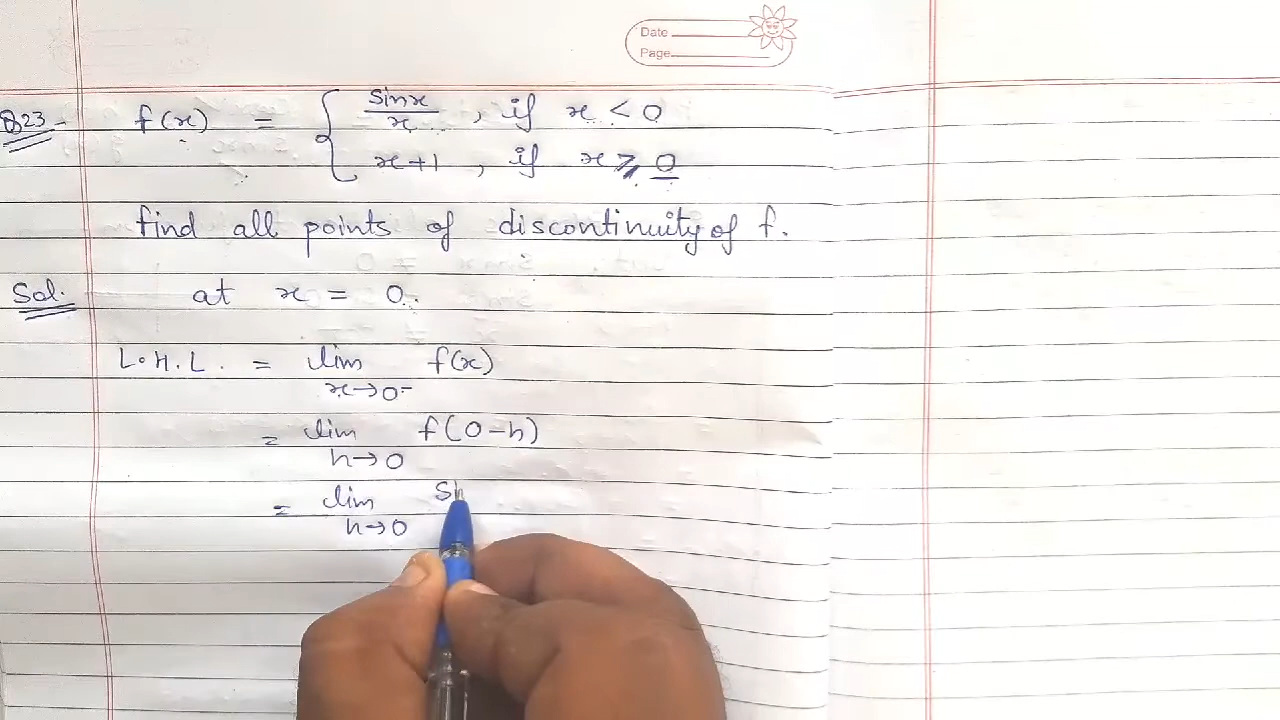 Date
Page
Q23- f(x) = { sinx/x , if x < 0
x+1 , if x ⩾ 0
find all points of discontinuity of f.
Sol. at x = 0.
L.H.L. = lim x→0- f(x)
= lim h→0 f(0-h)
= lim h→0 Si